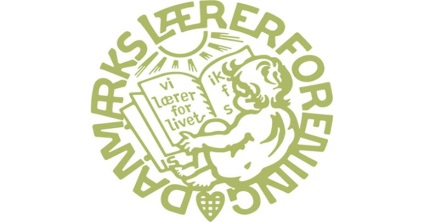 DANMARKS LÆRERFORENING
vi
lærer
for
livet
ik
f
s